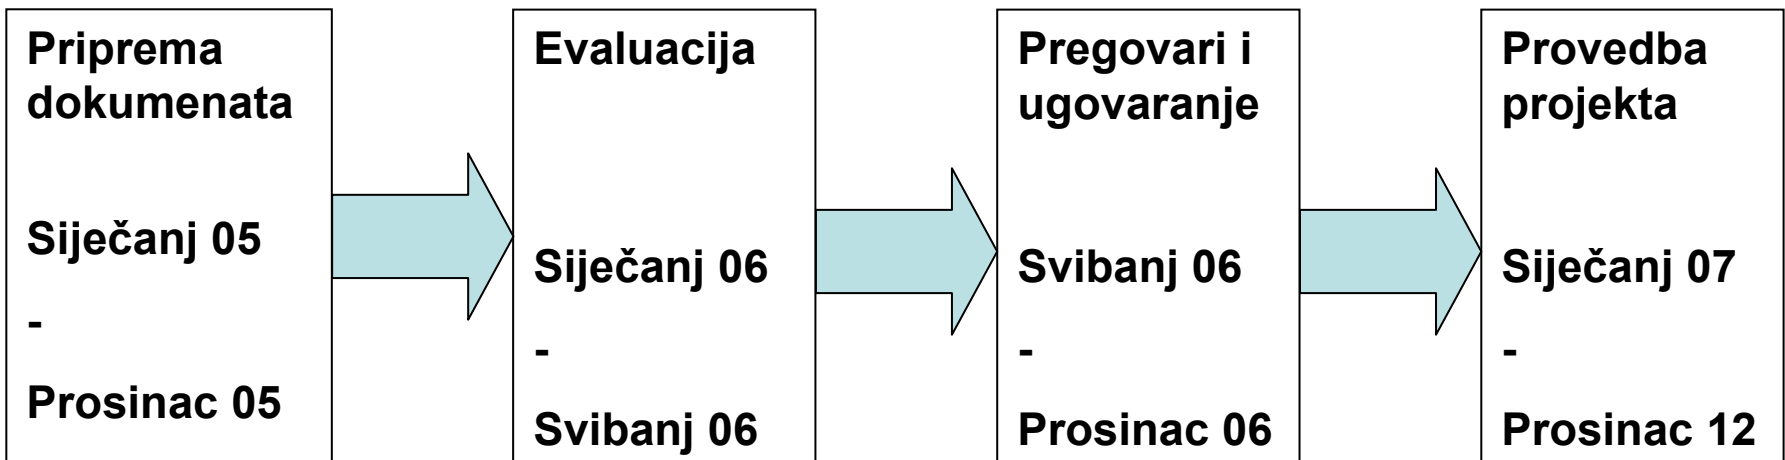 Priprema
dokumenata
Siječanj 05
-
Prosinac 05
Evaluacija
Siječanj 06
-
Svibanj 06
Pregovari i
ugovaranje
Svibanj 06
-
Prosinac 06
Provedba
projekta
Siječanj 07
-
Prosinac 12